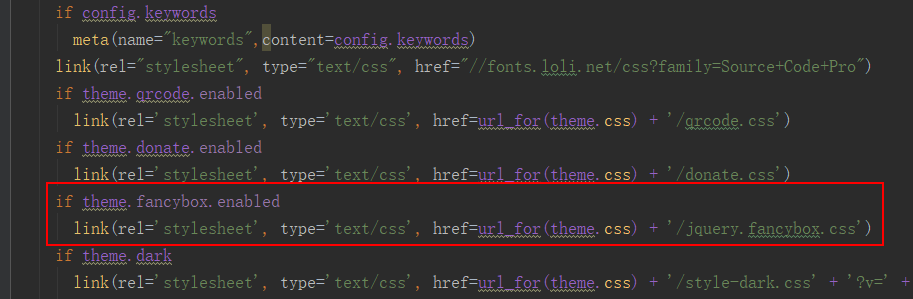 if config.keywords
meta(name="keywords",content=config.keywords)
link(rel="stylesheet", type="text/css", href="//fonts.loli.net/css?family=Source+Code+Pro")
if theme.qrcode.enabled
link(rel='stylesheet', type='text/css', href=url_for(theme.css) + '/qrcode.css')
if theme.donate.enabled
link(rel='stylesheet', type='text/css', href=url_for(theme.css) + '/donate.css')
if theme.fancybox.enabled
link(rel='stylesheet', type='text/css', href=url_for(theme.css) + '/jquery.fancybox.css')
if theme.dark
link(rel='stylesheet', type='text/css', href=url_for(theme.css) + '/style-dark.css' + '?v=' +